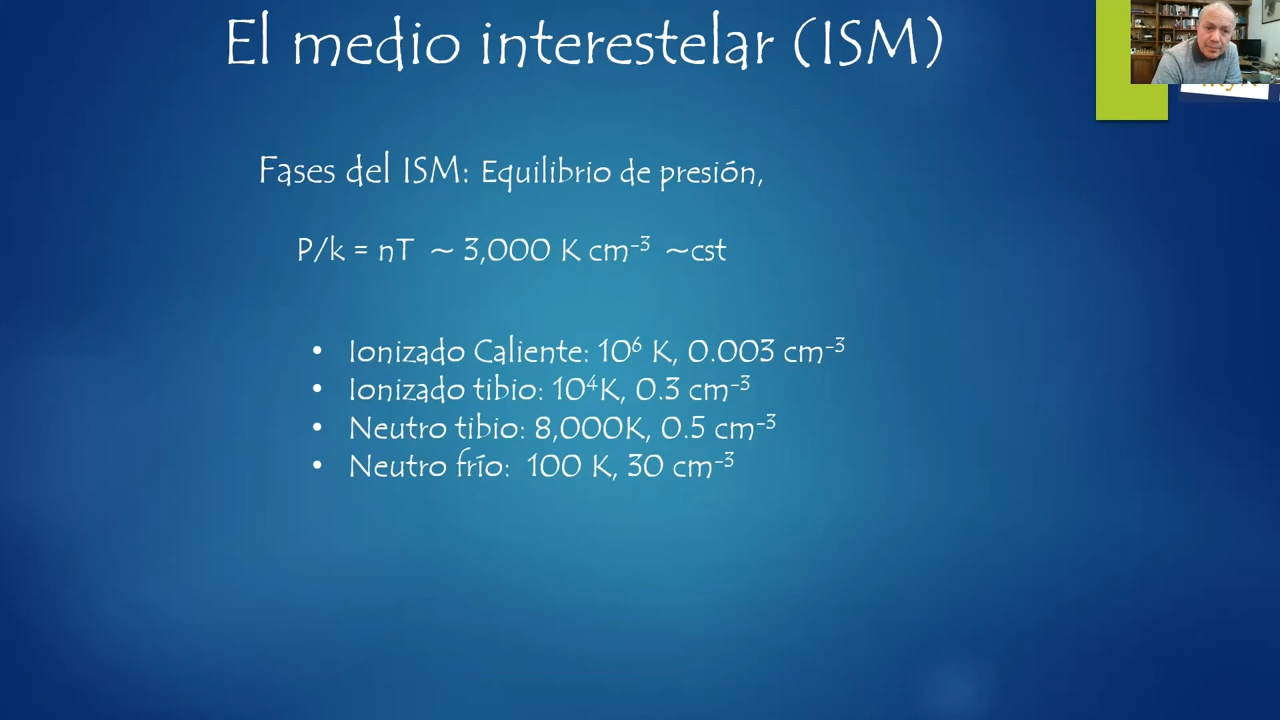 El medio interestelar (ISM)
Fases del ISM: Equilibrio de presión,
P/k = nT ~ 3,000 K cm⁻³ ~cst
• Ionizado Caliente: 10⁶ K, 0.003 cm⁻³
• Ionizado tibio: 10⁴K, 0.3 cm⁻³
• Neutro tibio: 8,000K, 0.5 cm⁻³
• Neutro frío: 100 K, 30 cm⁻³